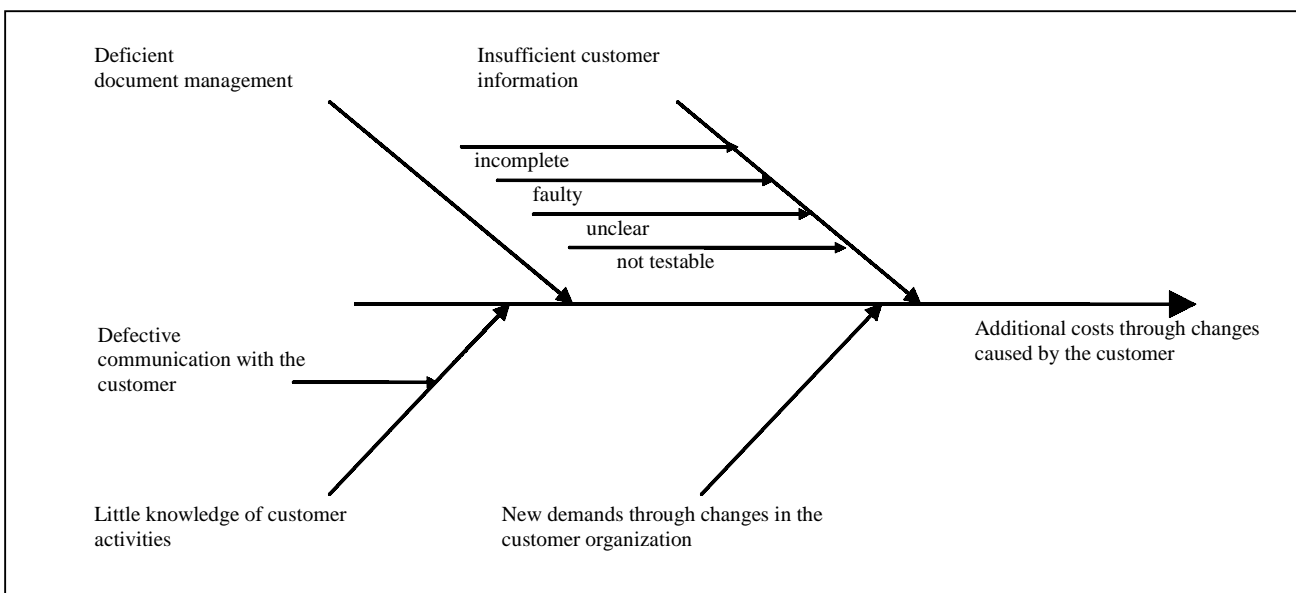 Deficient
document management
Insufficient customer
information
incomplete
faulty
unclear
not testable
Defective
communication with the
customer
Additional costs through changes
caused by the customer
Little knowledge of customer
activities
New demands through changes in the
customer organization